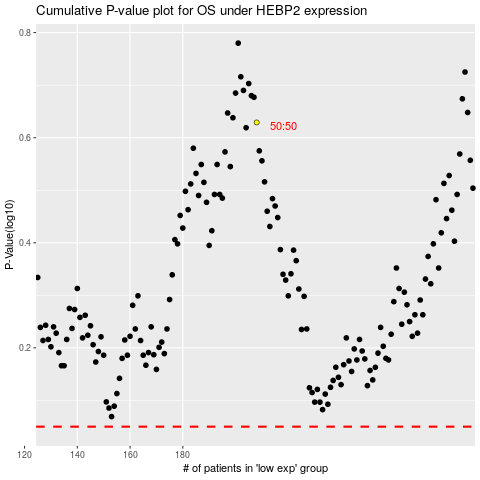 Cumulative P-value plot for OS under HEBP2 expression
P-Value(log10)
0.8
0.6
0.4
0.2
50:50
120 140 160 180
# of patients in 'low exp' group